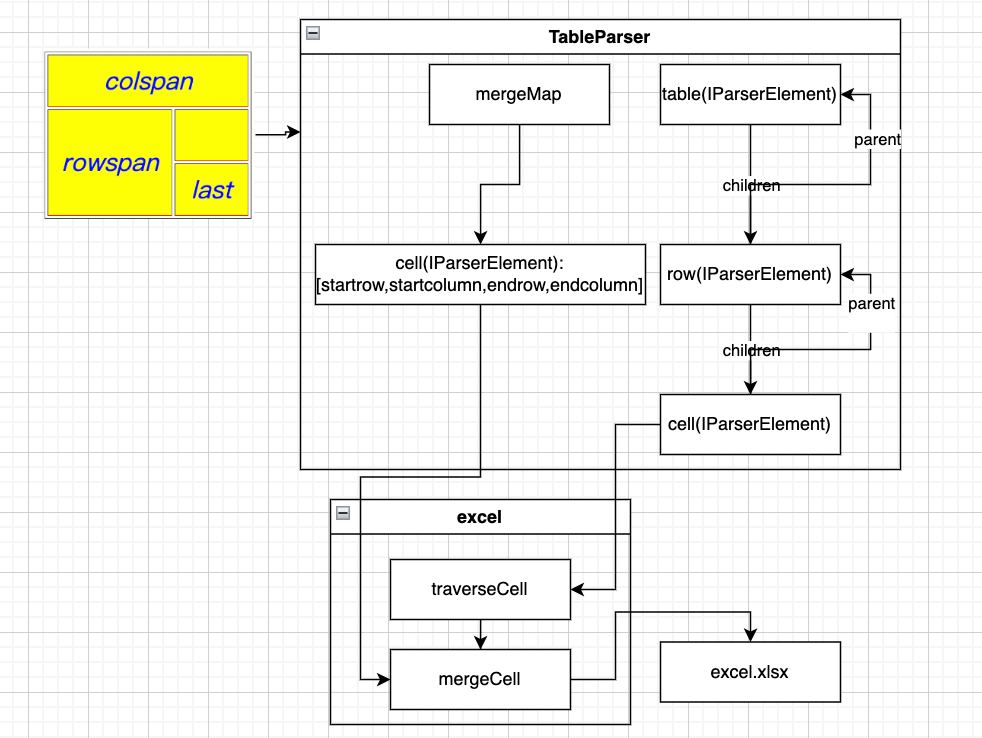 colspan
rowspan
last
TableParser
mergeMap
table(IParserElement)
parent
children
cell(IParserElement):
[startrow,startcolumn,endrow,endcolumn]
row(IParserElement)
parent
children
cell(IParserElement)
excel
traverseCell
mergeCell
excel.xlsx